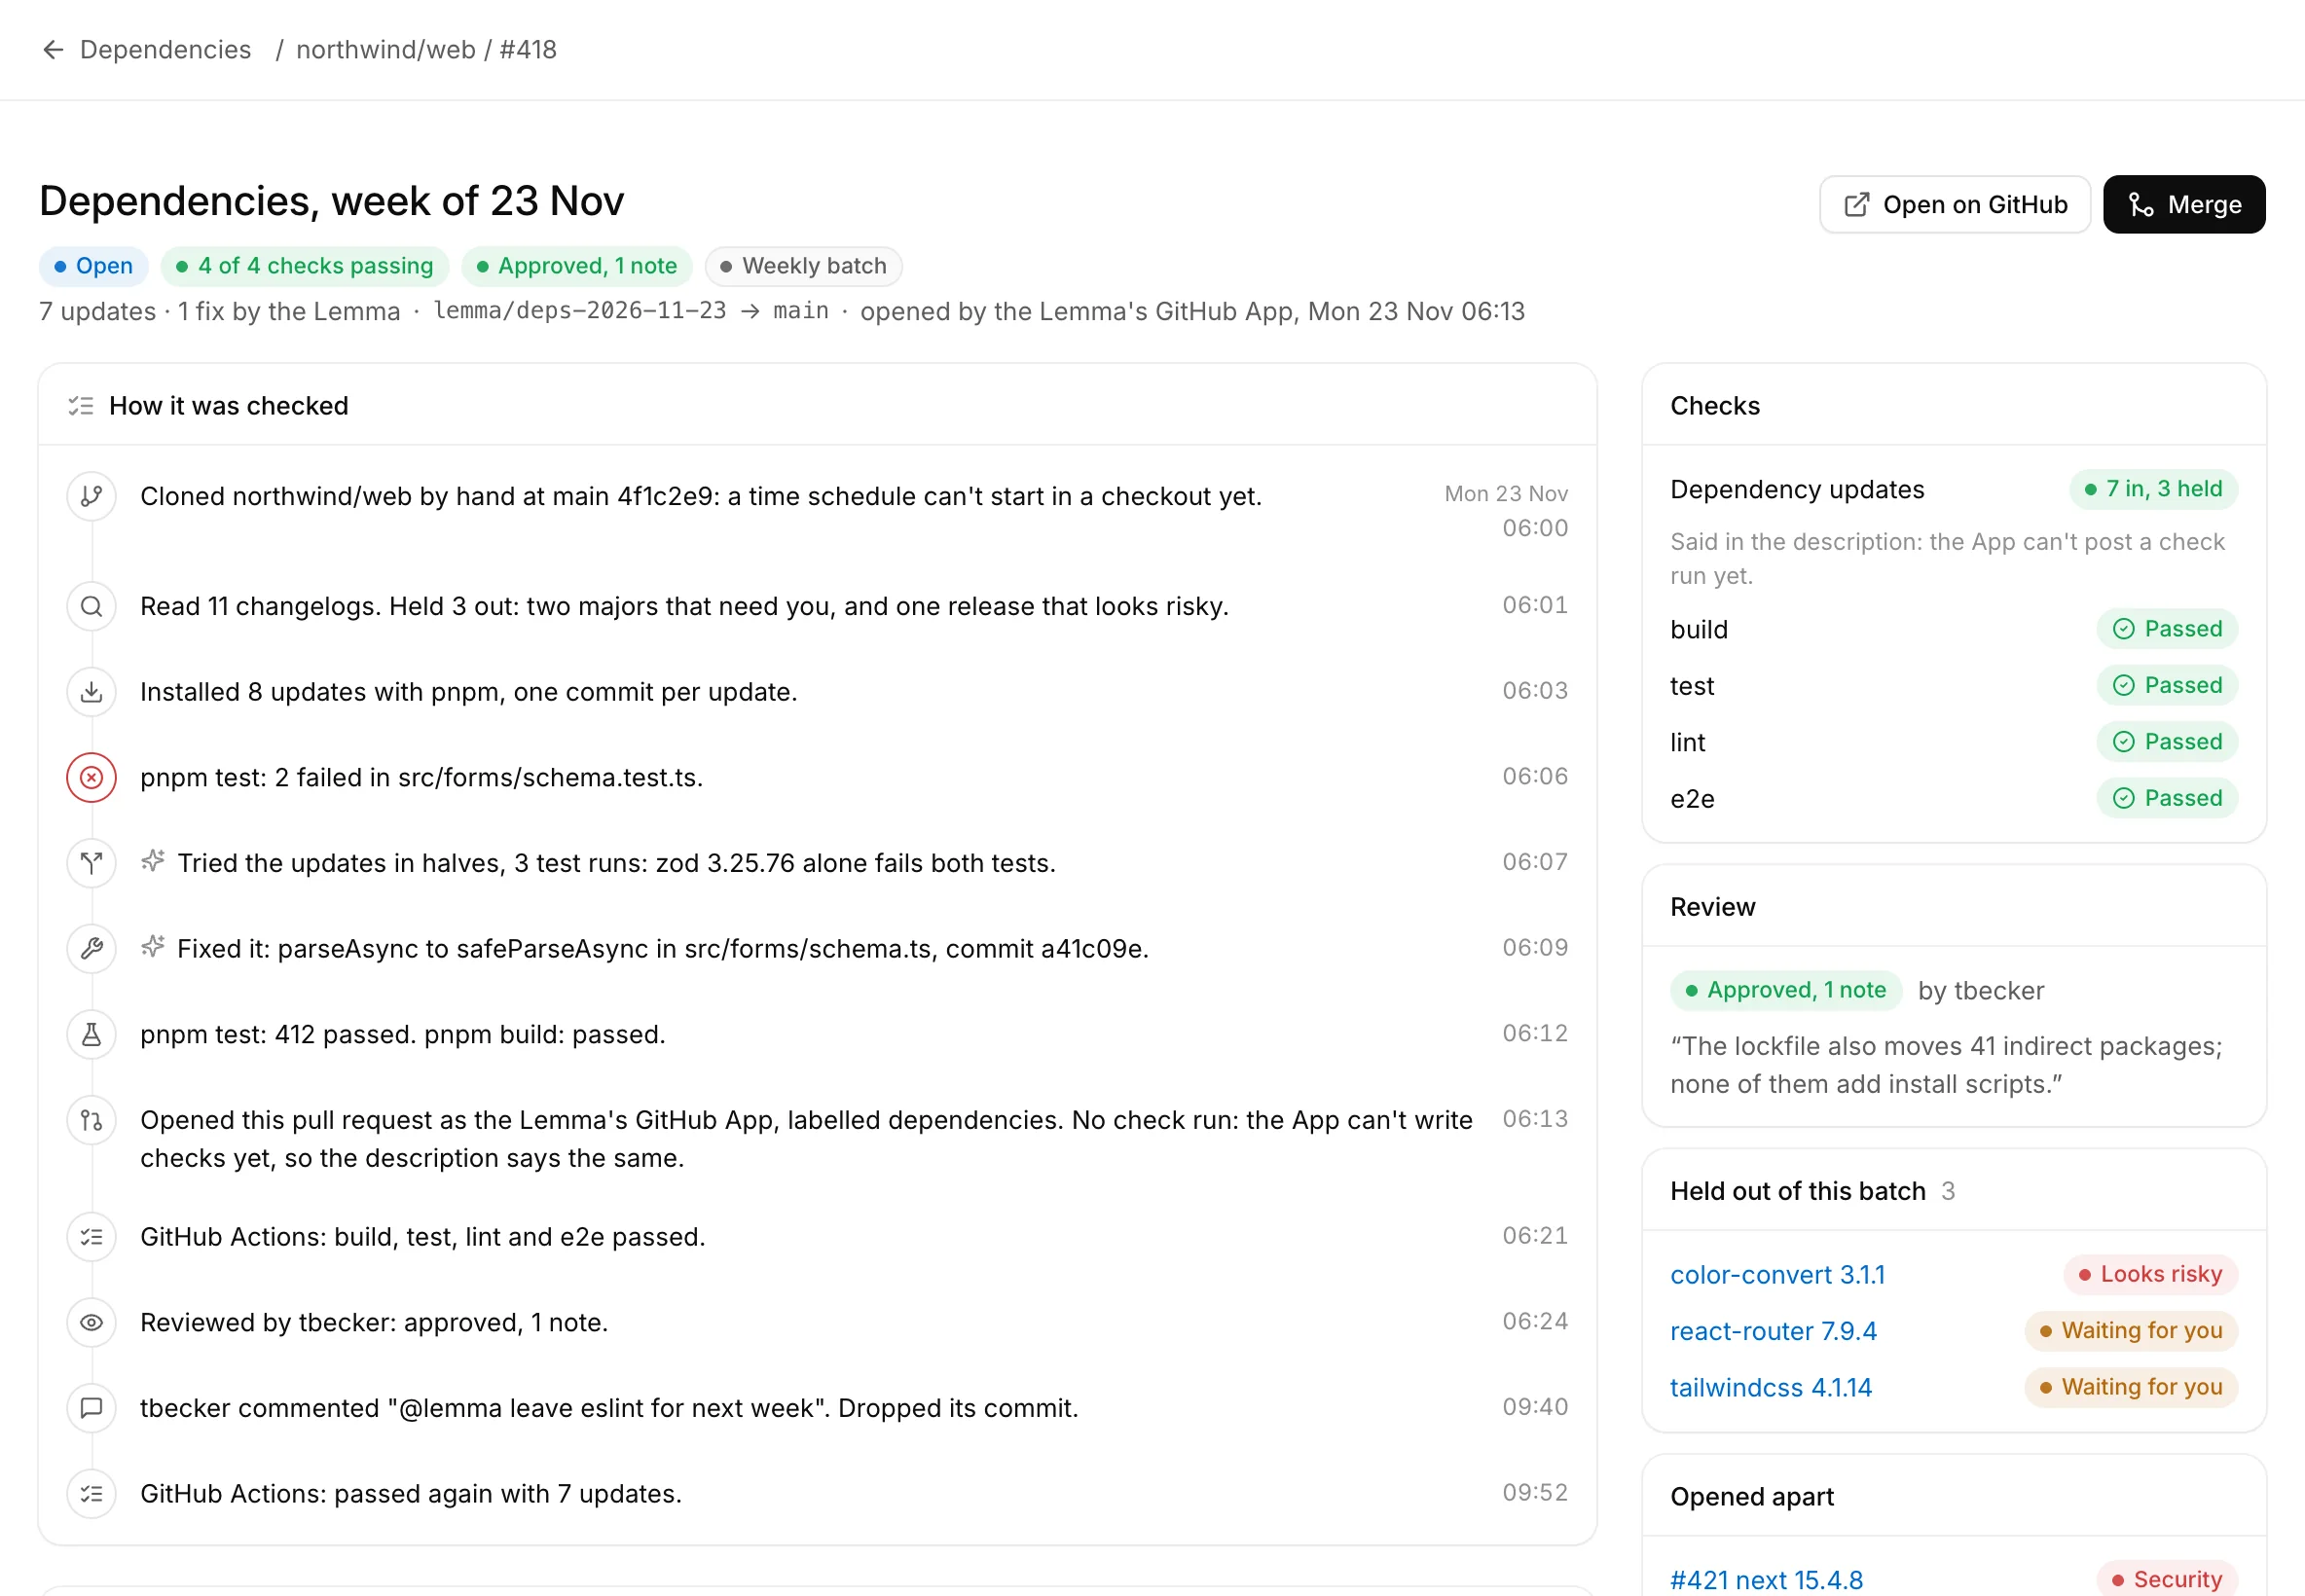 Dependencies / northwind/web / #418
Dependencies, week of 23 Nov
Open on GitHub
Merge
Open
4 of 4 checks passing
Approved, 1 note
Weekly batch
7 updates · 1 fix by the Lemma · lemma/deps-2026-11-23 → main · opened by the Lemma's GitHub App, Mon 23 Nov 06:13
How it was checked
Cloned northwind/web by hand at main 4f1c2e9: a time schedule can't start in a checkout yet.
Mon 23 Nov
06:00
Read 11 changelogs. Held 3 out: two majors that need you, and one release that looks risky.
06:01
Installed 8 updates with pnpm, one commit per update.
06:03
pnpm test: 2 failed in src/forms/schema.test.ts.
06:06
Tried the updates in halves, 3 test runs: zod 3.25.76 alone fails both tests.
06:07
Fixed it: parseAsync to safeParseAsync in src/forms/schema.ts, commit a41c09e.
06:09
pnpm test: 412 passed. pnpm build: passed.
06:12
Opened this pull request as the Lemma's GitHub App, labelled dependencies. No check run: the App can't write
checks yet, so the description says the same.
06:13
GitHub Actions: build, test, lint and e2e passed.
06:21
Reviewed by tbecker: approved, 1 note.
06:24
tbecker commented "@lemma leave eslint for next week". Dropped its commit.
09:40
GitHub Actions: passed again with 7 updates.
09:52
Checks
Dependency updates
7 in, 3 held
Said in the description: the App can't post a check
run yet.
build
Passed
test
Passed
lint
Passed
e2e
Passed
Review
Approved, 1 note
by tbecker
“The lockfile also moves 41 indirect packages;
none of them add install scripts.”
Held out of this batch 3
color-convert 3.1.1
Looks risky
react-router 7.9.4
Waiting for you
tailwindcss 4.1.14
Waiting for you
Opened apart
#421 next 15.4.8
Security